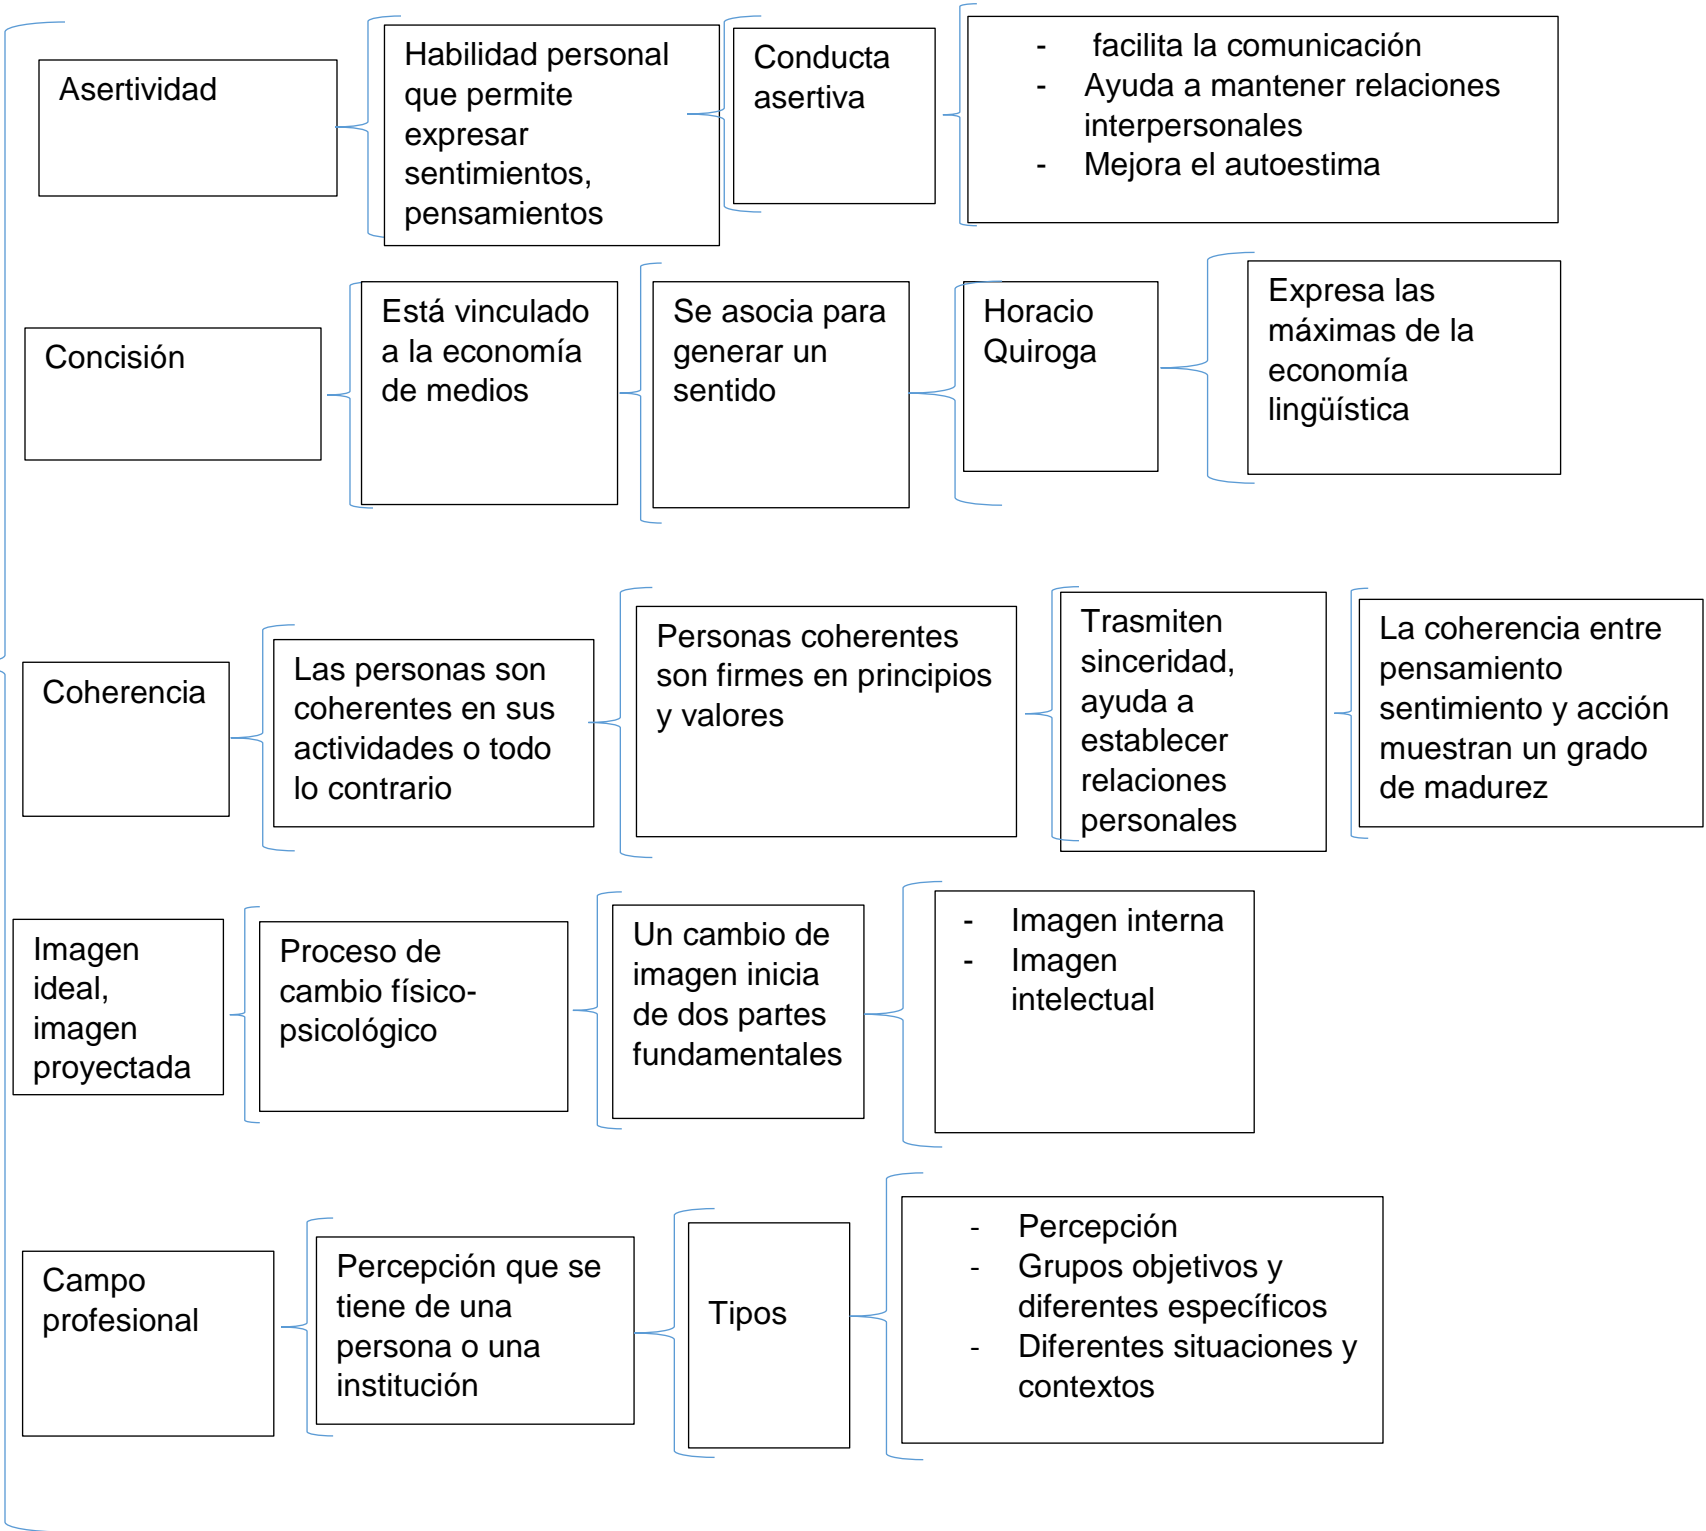 Asertividad
Habilidad personal
que permite
expresar
sentimientos,
pensamientos
Conducta
asertiva
- facilita la comunicación
- Ayuda a mantener relaciones
interpersonales
- Mejora el autoestima
Concisión
Está vinculado
a la economía
de medios
Se asocia para
generar un
sentido
Horacio
Quiroga
Expresa las
máximas de la
economía
lingüística
Coherencia
Las personas son
coherentes en sus
actividades o todo
lo contrario
Personas coherentes
son firmes en principios
y valores
Trasmiten
sinceridad,
ayuda a
establecer
relaciones
personales
La coherencia entre
pensamiento
sentimiento y acción
muestran un grado
de madurez
Imagen
ideal,
imagen
proyectada
Proceso de
cambio físico-
psicológico
Un cambio de
imagen inicia
de dos partes
fundamentales
- Imagen interna
- Imagen
intelectual
Campo
profesional
Percepción que se
tiene de una
persona o una
institución
Tipos
- Percepción
- Grupos objetivos y
diferentes específicos
- Diferentes situaciones y
contextos